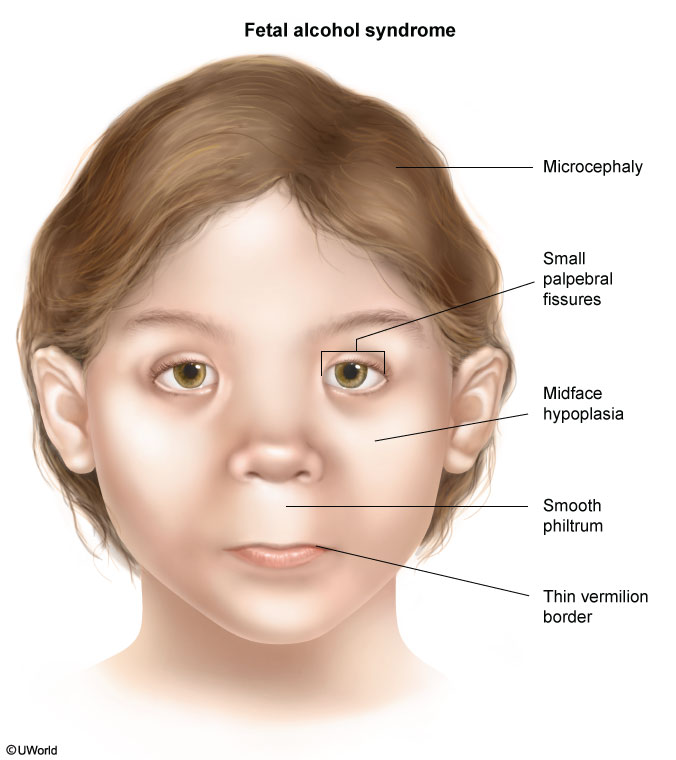 Fetal alcohol syndrome
Microcephaly
Small
palpebral
fissures
Midface
hypoplasia
Smooth
philtrum
Thin vermilion
border
©UWorld